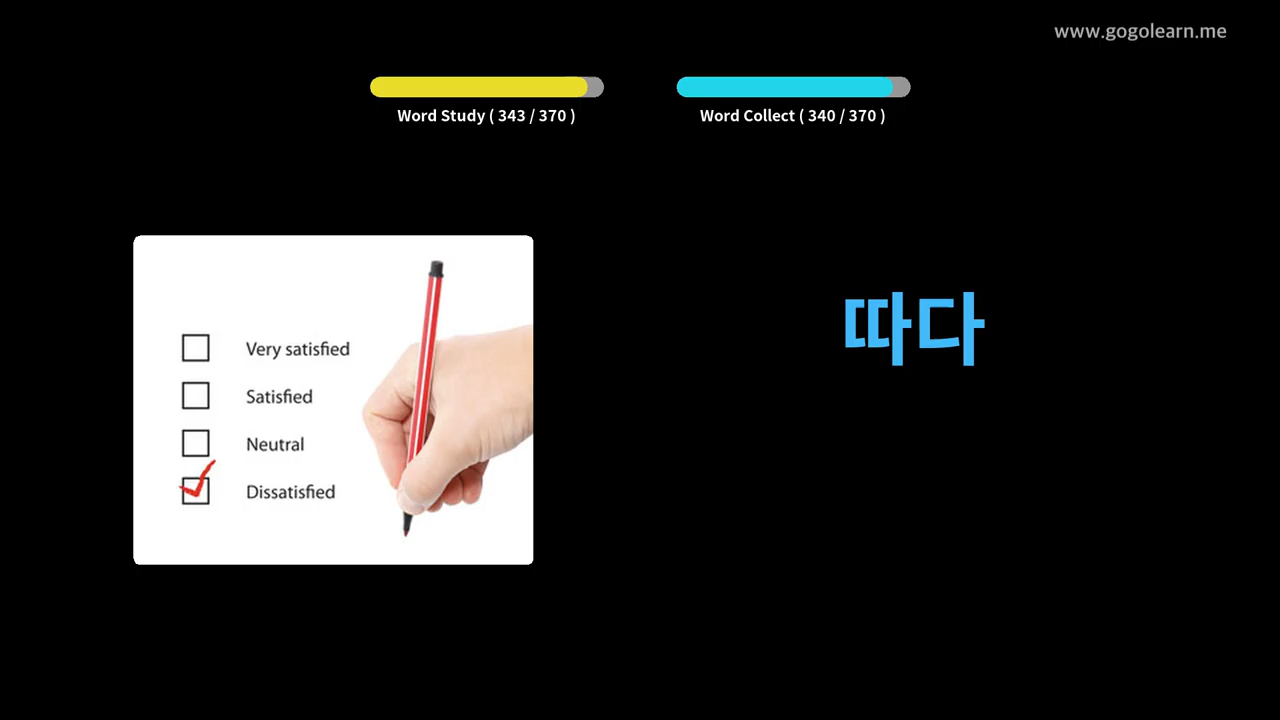 www.gogolearn.me
Word Study ( 343 / 370 )
Word Collect ( 340 / 370 )
Very satisfied
Satisfied
Neutral
Dissatisfied
따다